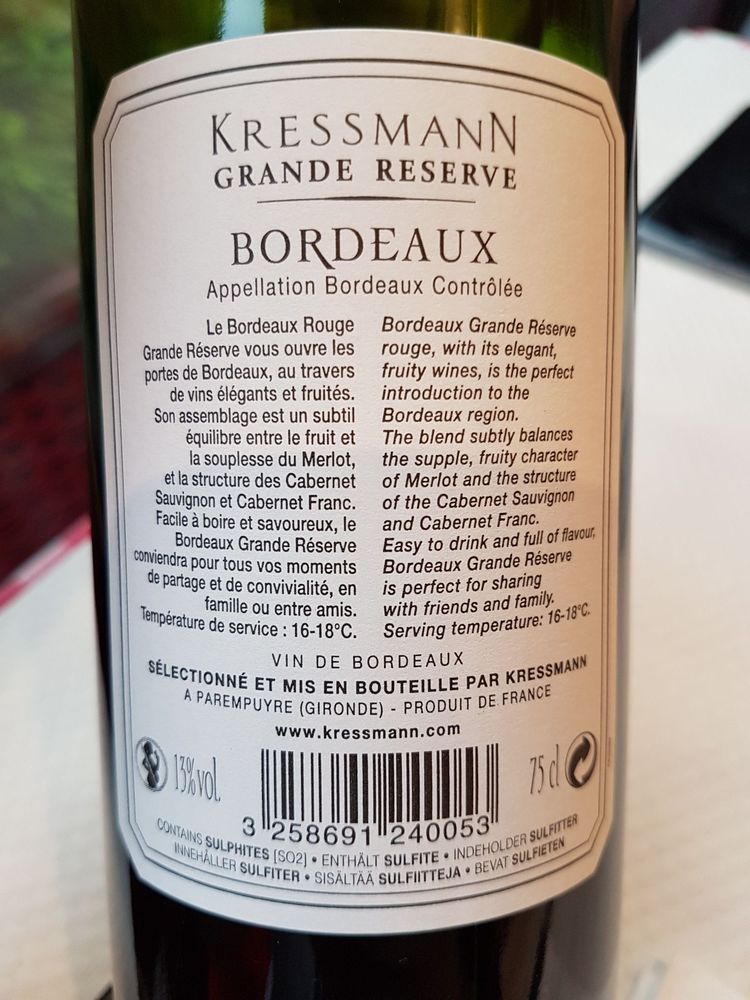 KRESSMANN
GRANDE RESERVE
BORDEAUX
Appellation Bordeaux Contrôlée
Le Bordeaux Rouge
Grande Réserve vous ouvre les
portes de Bordeaux, au travers
de vins élégants et fruités.
Son assemblage est un subtil
équilibre entre le fruit et
la souplesse du Merlot,
et la structure des Cabernet
Sauvignon et Cabernet Franc.
Facile à boire et savoureux, le
Bordeaux Grande Réserve
conviendra pour tous vos moments
de partage et de convivialité, en
famille ou entre amis.
Température de service : 16-18°C.
Bordeaux Grande Réserve
rouge, with its elegant,
fruity wines, is the perfect
introduction to the
Bordeaux region.
The blend subtly balances
the supple, fruity character
of Merlot and the structure
of the Cabernet Sauvignon
and Cabernet Franc.
Easy to drink and full of flavour,
Bordeaux Grande Réserve
is perfect for sharing
with friends and family.
Serving temperature: 16-18°C.
VIN DE BORDEAUX
SÉLECTIONNÉ ET MIS EN BOUTEILLE PAR KRESSMANN
A PAREMPUYRE (GIRONDE) - PRODUIT DE FRANCE
www.kressmann.com
13%vol.
75 cl
3 258691 240053
CONTAINS SULPHITES [SO2] • ENTHÄLT SULFITE • INDEHOLDER SULFITTER
INNEHÅLLER SULFITER • SISÄLTÄÄ SULFIITTEJA • BEVAT SULFIETEN